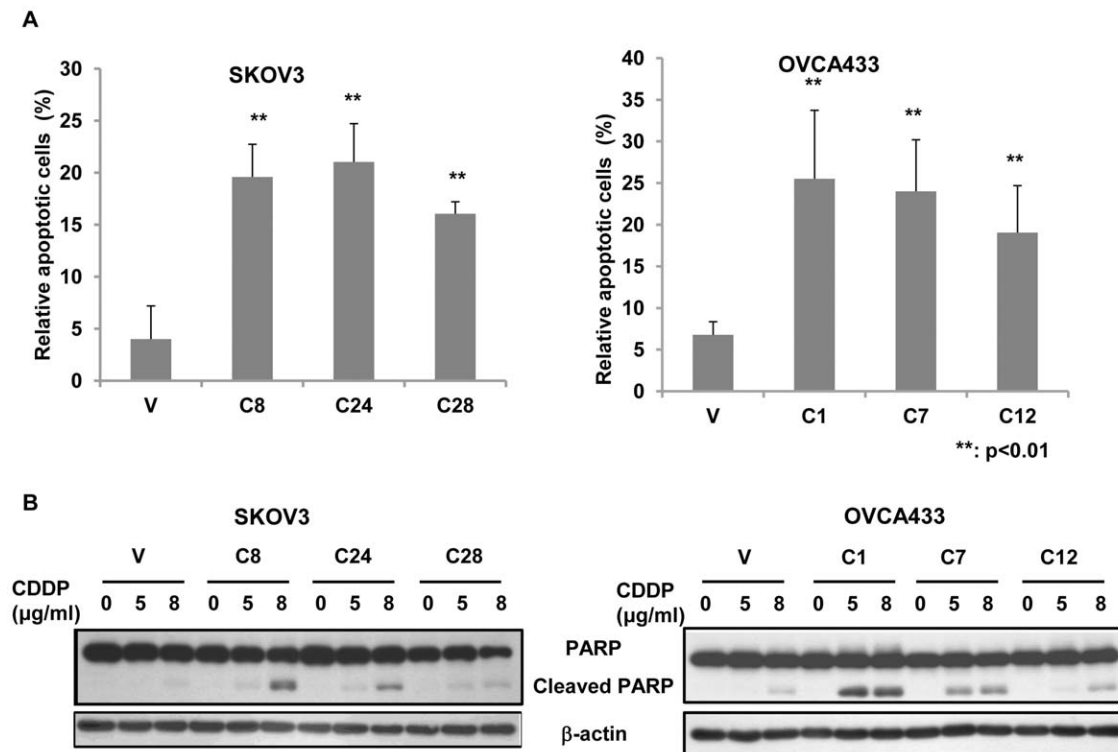 A
SKOV3
Relative apoptotic cells (%)
30
25
20
15
10
5
0
**
**
**
V C8 C24 C28
OVCA433
Relative apoptotic cells (%)
40
35
30
25
20
15
10
5
0
**
**
**
V C1 C7 C12
**: p<0.01
B
SKOV3
V C8 C24 C28
CDDP
(µg/ml)
0 5 8 0 5 8 0 5 8 0 5 8
PARP
Cleaved PARP
β-actin
OVCA433
V C1 C7 C12
CDDP
(µg/ml)
0 5 8 0 5 8 0 5 8 0 5 8